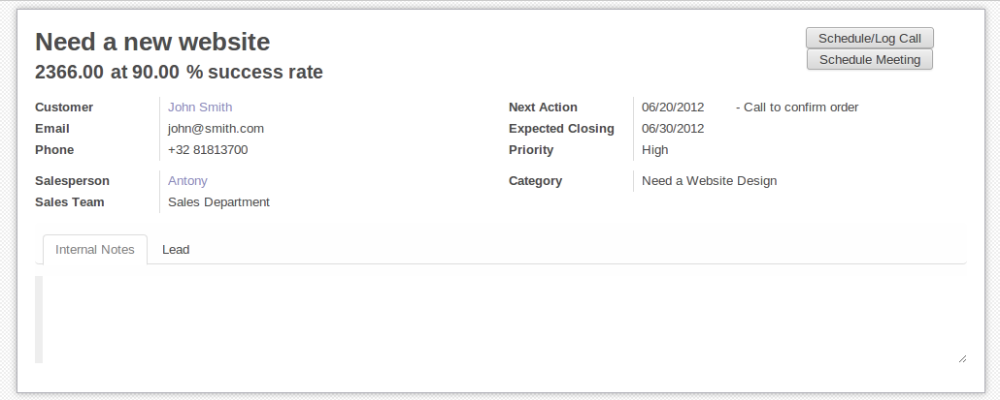 Need a new website
2366.00 at 90.00 % success rate
Schedule/Log Call
Schedule Meeting
Customer John Smith
Email john@smith.com
Phone +32 81813700
Salesperson Antony
Sales Team Sales Department
Next Action 06/20/2012 - Call to confirm order
Expected Closing 06/30/2012
Priority High
Category Need a Website Design
Internal Notes Lead